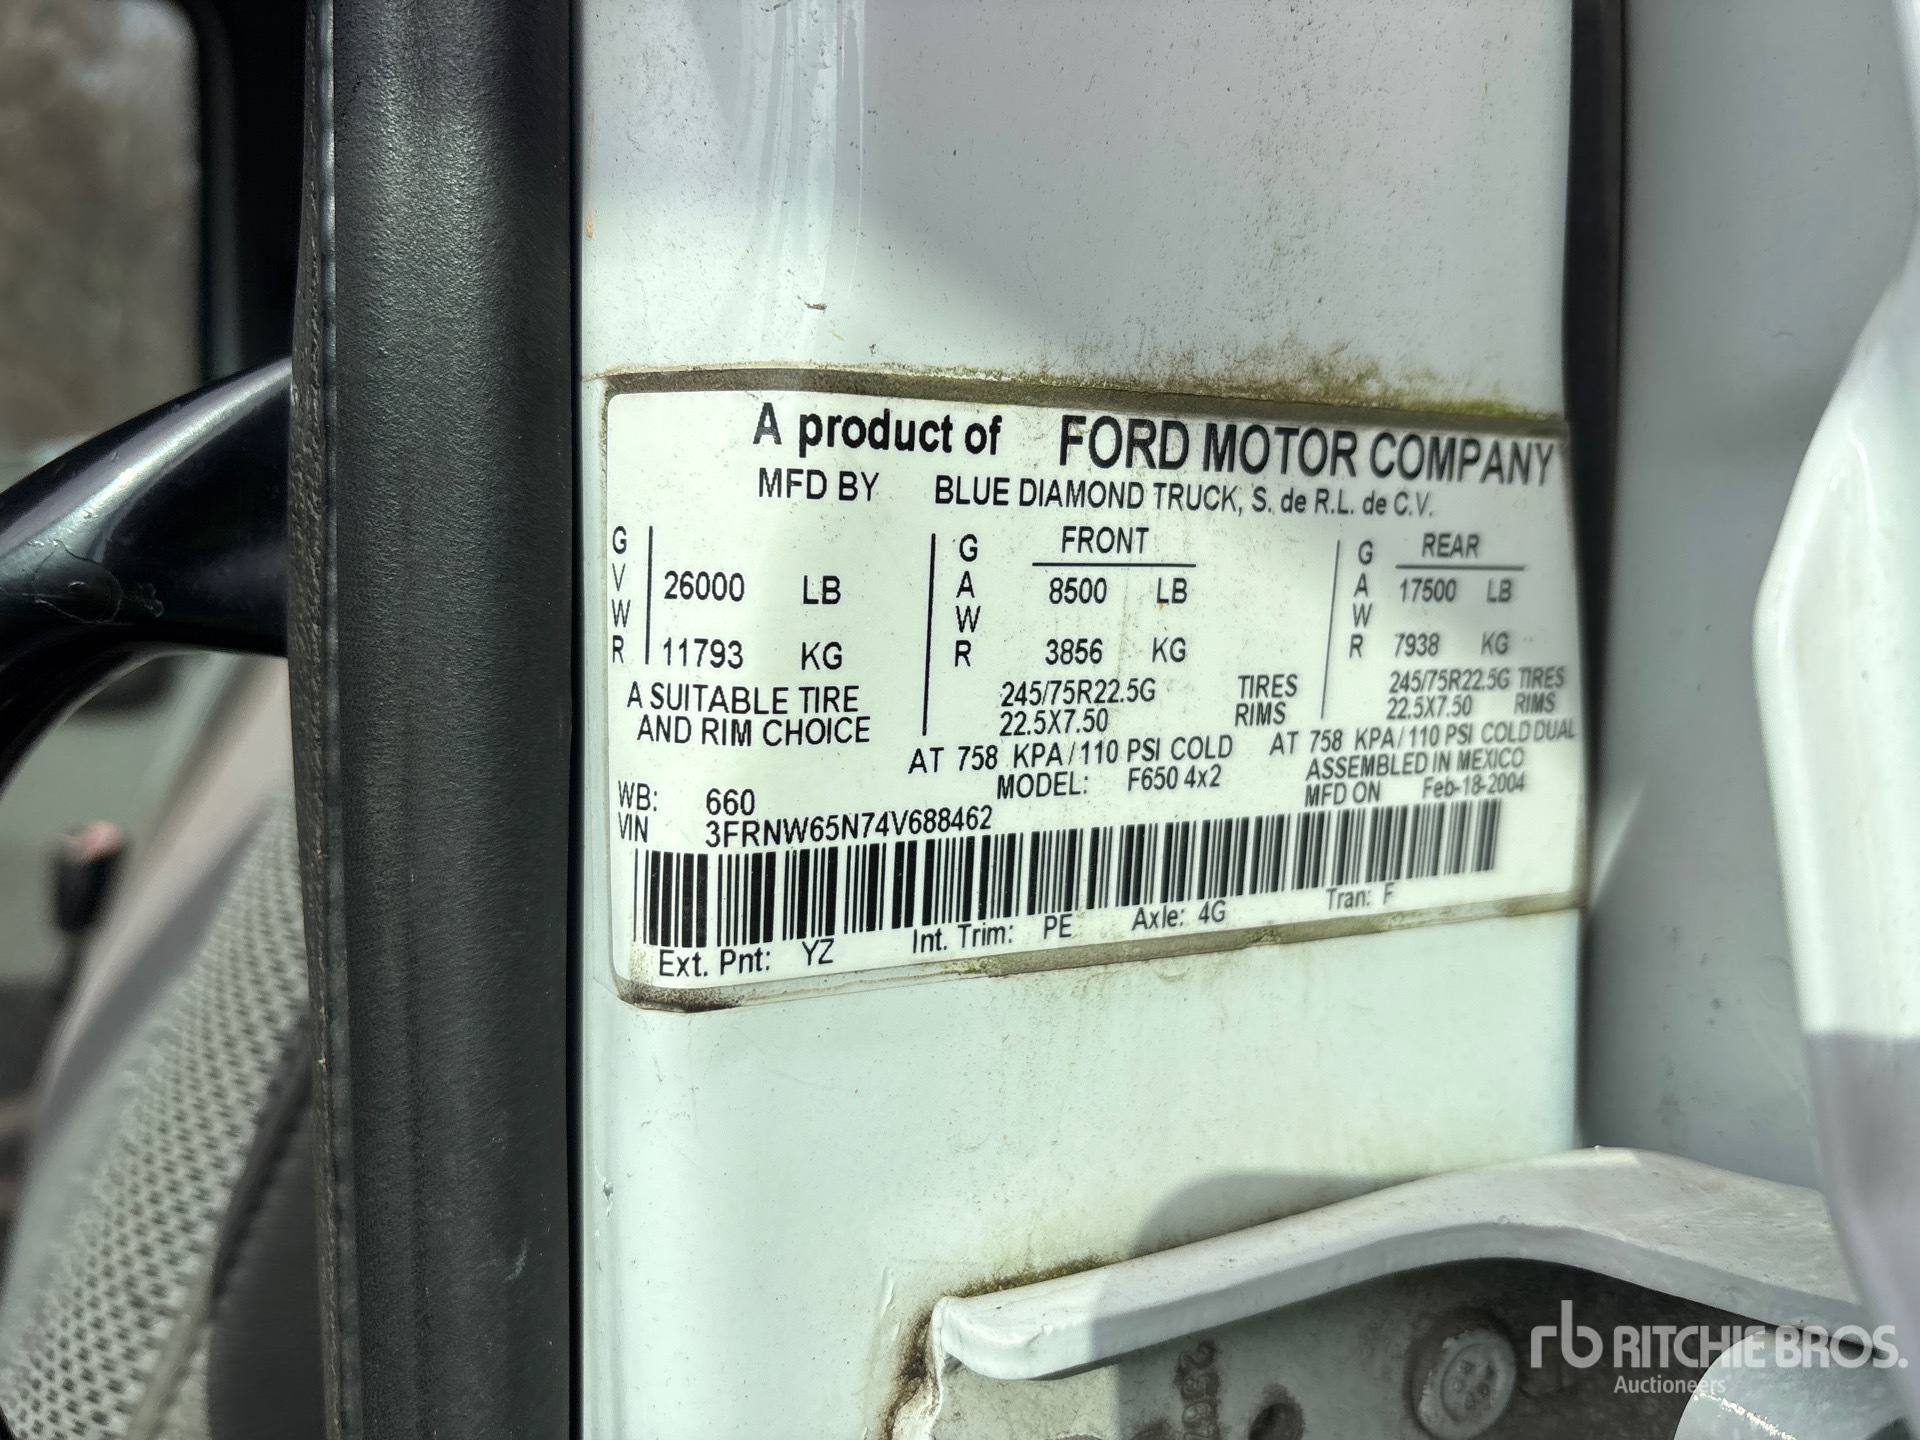 A product of FORD MOTOR COMPANY
MFD BY BLUE DIAMOND TRUCK, S. de R.L. de C.V.
GVWR 26000 LB
11793 KG
GAWR FRONT
8500 LB
3856 KG
GAWR REAR
17500 LB
7938 KG
A SUITABLE TIRE
AND RIM CHOICE
245/75R22.5G TIRES
22.5X7.50 RIMS
AT 758 KPA/110 PSI COLD
245/75R22.5G TIRES
22.5X7.50 RIMS
AT 758 KPA/110 PSI COLD DUAL
MODEL: F650 4x2
ASSEMBLED IN MEXICO
MFD ON Feb-18-2004
WB: 660
VIN 3FRNW65N74V688462
Ext. Pnt: YZ Int. Trim: PE Axle: 4G Tran: F
rb RITCHIE BROS.
Auctioneers